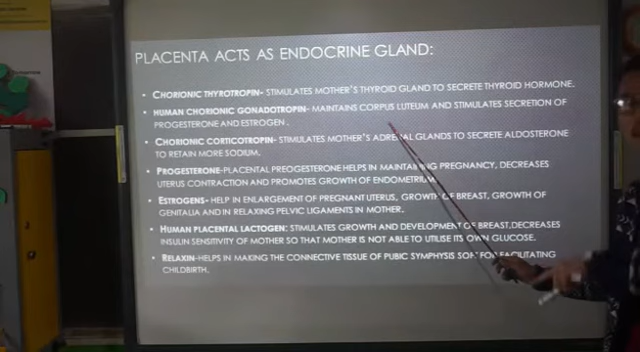 PLACENTA ACTS AS ENDOCRINE GLAND:
• CHORIONIC THYROTROPIN- STIMULATES MOTHER'S THYROID GLAND TO SECRETE THYROID HORMONE.
• HUMAN CHORIONIC GONADOTROPIN- MAINTAINS CORPUS LUTEUM AND STIMULATES SECRETION OF
PROGESTERONE AND ESTROGEN .
• CHORIONIC CORTICOTROPIN- STIMULATES MOTHER'S ADRENAL GLANDS TO SECRETE ALDOSTERONE
TO RETAIN MORE SODIUM.
• PROGESTERONE-PLACENTAL PREOGESTERONE HELPS IN MAINTAINING PREGNANCY, DECREASES
UTERUS CONTRACTION AND PROMOTES GROWTH OF ENDOMETRIUM.
• ESTROGENS- HELP IN ENLARGEMENT OF PREGNANT UTERUS, GROWTH OF BREAST, GROWTH OF
GENITALIA AND IN RELAXING PELVIC LIGAMENTS IN MOTHER.
• HUMAN PLACENTAL LACTOGEN: STIMULATES GROWTH AND DEVELOPMENT OF BREAST,DECREASES
INSULIN SENSITIVITY OF MOTHER SO THAT MOTHER IS NOT ABLE TO UTILISE ITS OWN GLUCOSE.
• RELAXIN-HELPS IN MAKING THE CONNECTIVE TISSUE OF PUBIC SYMPHYSIS SOFT FOR FACILITATING
CHILDBIRTH.